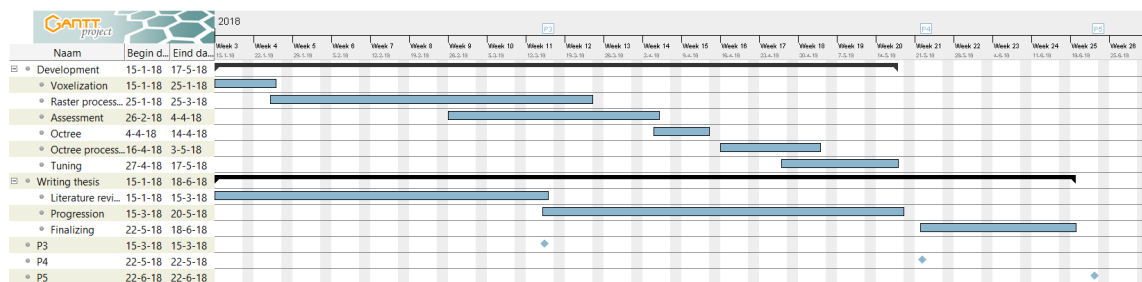 GANTT project
2018
P3 P4 P5
Naam Begin d... Eind da...
Week 3 Week 4 Week 5 Week 6 Week 7 Week 8 Week 9 Week 10 Week 11 Week 12 Week 13 Week 14 Week 15 Week 16 Week 17 Week 18 Week 19 Week 20 Week 21 Week 22 Week 23 Week 24 Week 25 Week 26
Development 15-1-18 17-5-18
Voxelization 15-1-18 25-1-18
Raster process... 25-1-18 25-3-18
Assessment 26-2-18 4-4-18
Octree 4-4-18 14-4-18
Octree process... 16-4-18 3-5-18
Tuning 27-4-18 17-5-18
Writing thesis 15-1-18 18-6-18
Literature revi... 15-1-18 15-3-18
Progression 15-3-18 20-5-18
Finalizing 22-5-18 18-6-18
P3 15-3-18 15-3-18
P4 22-5-18 22-5-18
P5 22-6-18 22-6-18